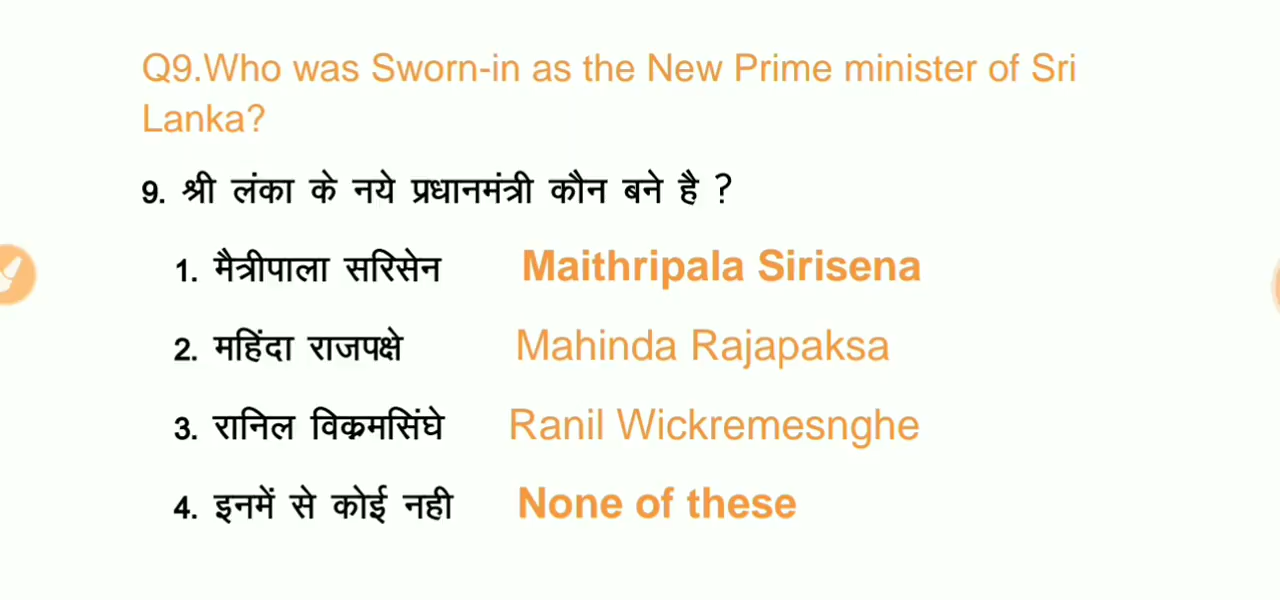 Q9.Who was Sworn-in as the New Prime minister of Sri
Lanka?
9. श्री लंका के नये प्रधानमंत्री कौन बने है ?
1. मैत्रीपाला सरिसेन Maithripala Sirisena
2. महिंदा राजपक्षे Mahinda Rajapaksa
3. रानिल विक्रमसिंघे Ranil Wickremesnghe
4. इनमें से कोई नही None of these